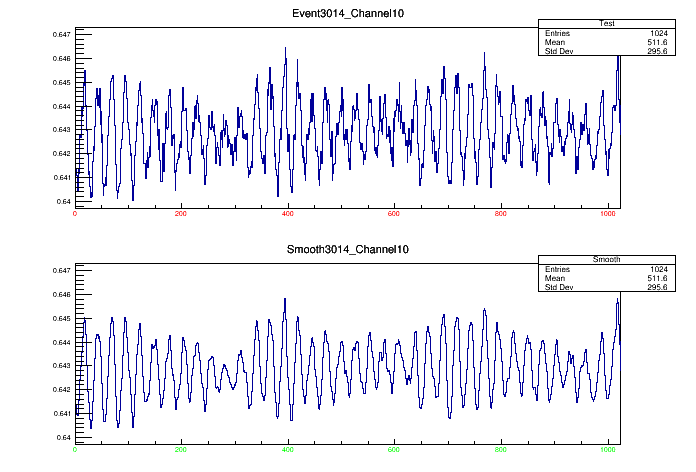 Event3014_Channel10
Test
Entries 1024
Mean 511.6
Std Dev 295.6
0.647
0.646
0.645
0.644
0.643
0.642
0.641
0.64
0 200 400 600 800 1000
Smooth3014_Channel10
Smooth
Entries 1024
Mean 511.6
Std Dev 295.6
0.647
0.646
0.645
0.644
0.643
0.642
0.641
0.64
0 200 400 600 800 1000